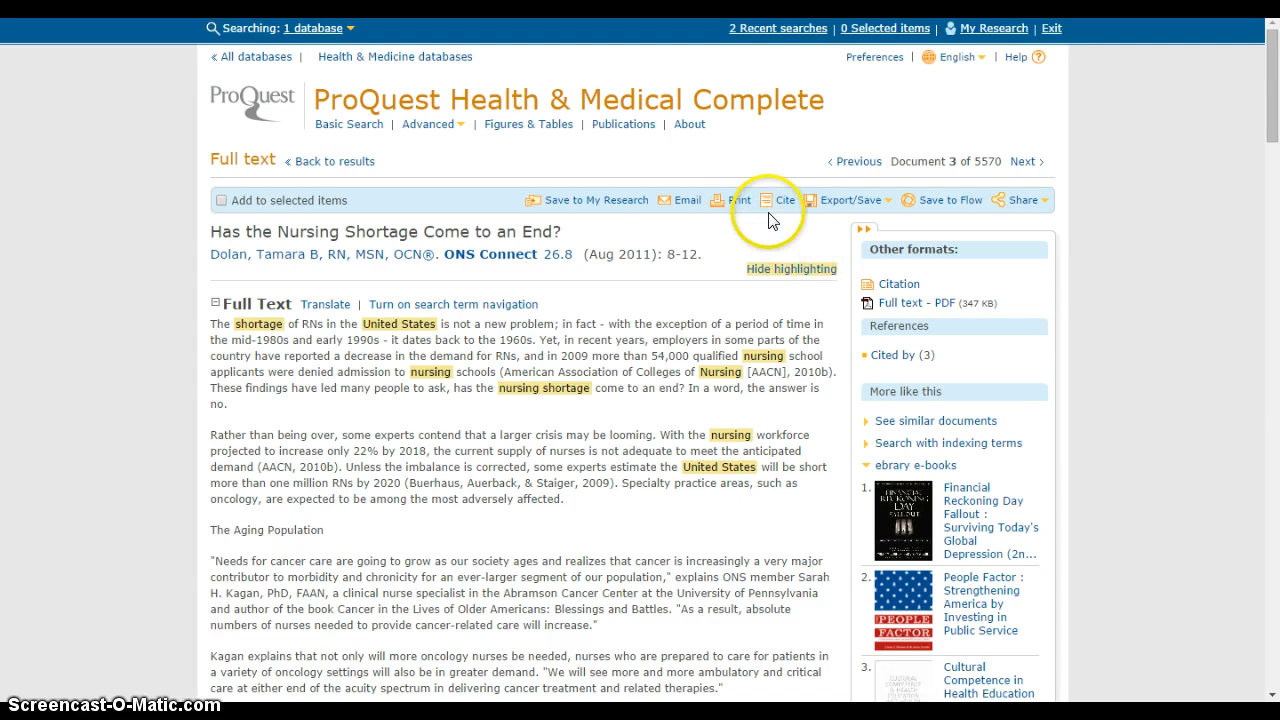 Searching: 1 database
2 Recent searches | 0 Selected items | My Research | Exit
« All databases | Health & Medicine databases
Preferences | English | Help ?
ProQuest
ProQuest Health & Medical Complete
Basic Search | Advanced | Figures & Tables | Publications | About
Full text « Back to results
‹ Previous Document 3 of 5570 Next ›
Add to selected items
Save to My Research Email Print Cite Export/Save Save to Flow Share
Has the Nursing Shortage Come to an End?
Dolan, Tamara B, RN, MSN, OCN®. ONS Connect 26.8 (Aug 2011): 8-12.
Hide highlighting
Full Text Translate | Turn on search term navigation
The shortage of RNs in the United States is not a new problem; in fact - with the exception of a period of time in
the mid-1980s and early 1990s - it dates back to the 1960s. Yet, in recent years, employers in some parts of the
country have reported a decrease in the demand for RNs, and in 2009 more than 54,000 qualified nursing school
applicants were denied admission to nursing schools (American Association of Colleges of Nursing [AACN], 2010b).
These findings have led many people to ask, has the nursing shortage come to an end? In a word, the answer is
no.
Rather than being over, some experts contend that a larger crisis may be looming. With the nursing workforce
projected to increase only 22% by 2018, the current supply of nurses is not adequate to meet the anticipated
demand (AACN, 2010b). Unless the imbalance is corrected, some experts estimate the United States will be short
more than one million RNs by 2020 (Buerhaus, Auerback, & Staiger, 2009). Specialty practice areas, such as
oncology, are expected to be among the most adversely affected.
The Aging Population
"Needs for cancer care are going to grow as our society ages and realizes that cancer is increasingly a very major
contributor to morbidity and chronicity for an ever-larger segment of our population," explains ONS member Sarah
H. Kagan, PhD, FAAN, a clinical nurse specialist in the Abramson Cancer Center at the University of Pennsylvania
and author of the book Cancer in the Lives of Older Americans: Blessings and Battles. "As a result, absolute
numbers of nurses needed to provide cancer-related care will increase."
Kagan explains that not only will more oncology nurses be needed, nurses who are prepared to care for patients in
a variety of oncology settings will also be in greater demand. "We will see more and more ambulatory and critical
care at either end of the acuity spectrum in delivering cancer treatment and related therapies."
Other formats:
Citation
Full text - PDF (347 KB)
References
Cited by (3)
More like this
See similar documents
Search with indexing terms
ebrary e-books
1.
FINANCIAL
RECKONING
DAY
FALLOUT
Financial
Reckoning Day
Fallout :
Surviving Today's
Global
Depression (2n...
2.
PEOPLE
FACTOR
People Factor :
Strengthening
America by
Investing in
Public Service
3.
Cultural
Competence in
Health Education
Screencast-O-Matic.com